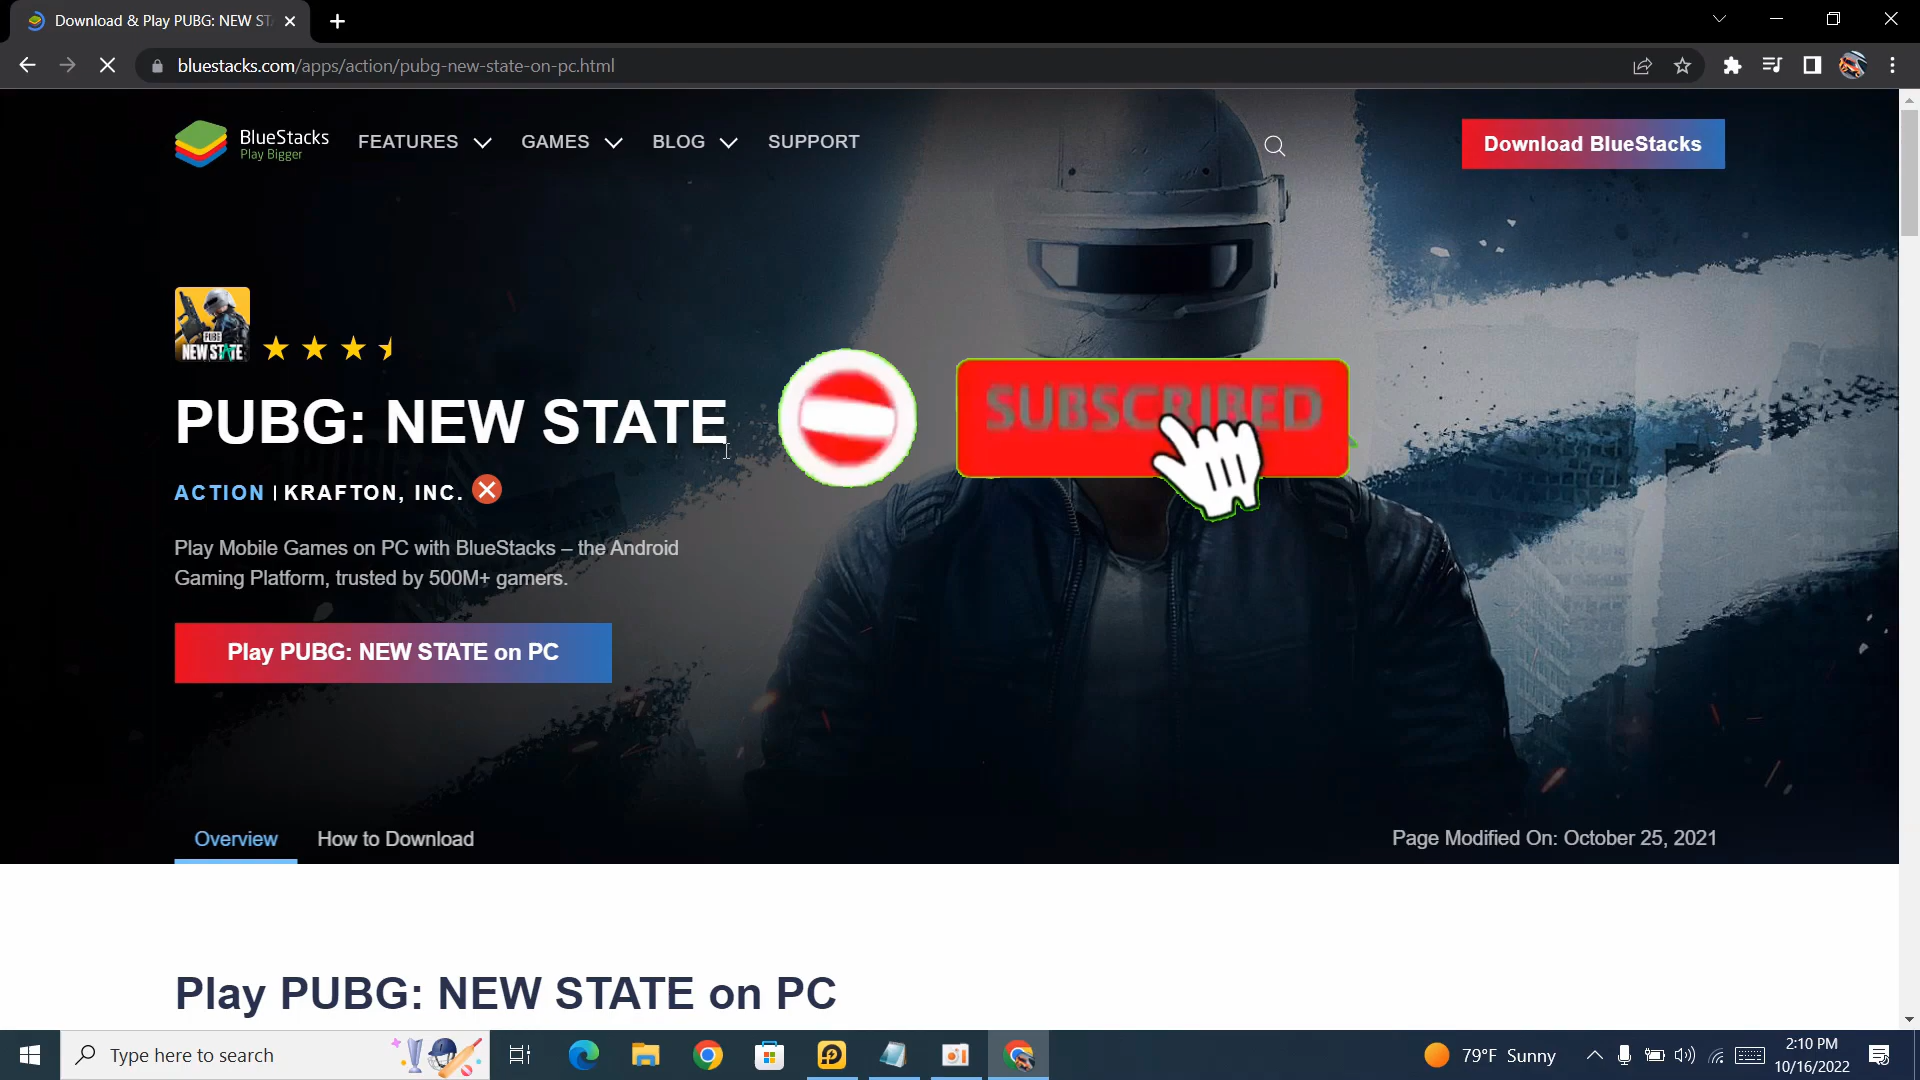 Download & Play PUBG: NEW ST
bluestacks.com/apps/action/pubg-new-state-on-pc.html
BlueStacks
Play Bigger
FEATURES
GAMES
BLOG
SUPPORT
Download BlueStacks
PUBG
NEW STATE
PUBG: NEW STATE
SUBSCRIBED
ACTION | KRAFTON, INC.
Play Mobile Games on PC with BlueStacks – the Android
Gaming Platform, trusted by 500M+ gamers.
Play PUBG: NEW STATE on PC
Overview
How to Download
Page Modified On: October 25, 2021
Play PUBG: NEW STATE on PC
Type here to search
79°F Sunny
2:10 PM
10/16/2022